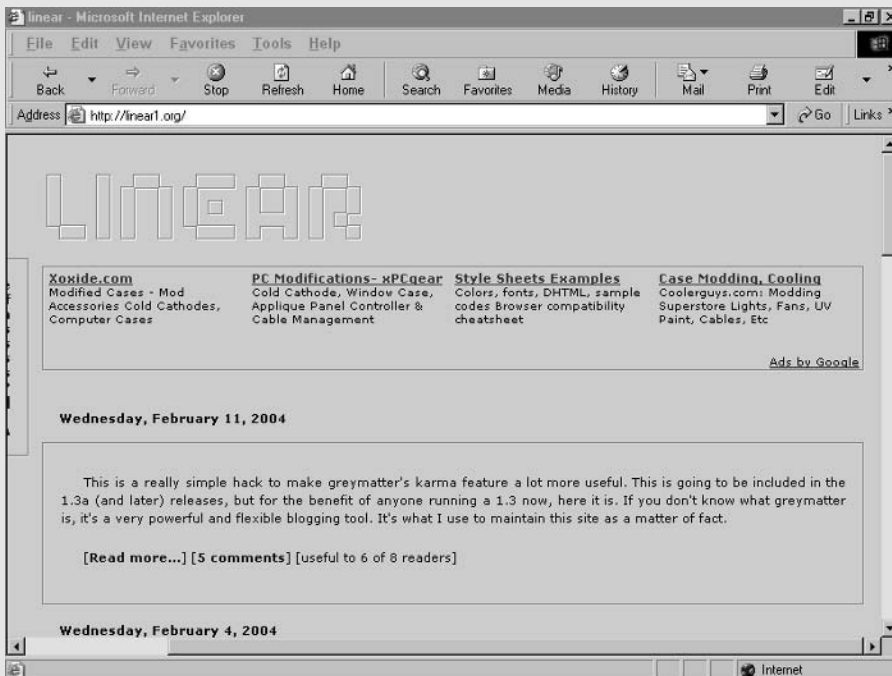 linear - Microsoft Internet Explorer
File Edit View Favorites Tools Help
Back Forward Stop Refresh Home Search Favorites Media History Mail Print Edit
Address http://linear1.org/ Go Links
LINEAR
Xoxide.com
Modified Cases - Mod
Accessories Cold Cathodes,
Computer Cases
PC Modifications- xPCgear
Cold Cathode, Window Case,
Applique Panel Controller &
Cable Management
Style Sheets Examples
Colors, fonts, DHTML, sample
codes Browser compatibility
cheatsheet
Case Modding, Cooling
Coolerguys.com: Modding
Superstore Lights, Fans, UV
Paint, Cables, Etc
Ads by Google
Wednesday, February 11, 2004
This is a really simple hack to make greymatter's karma feature a lot more useful. This is going to be included in the
1.3a (and later) releases, but for the benefit of anyone running a 1.3 now, here it is. If you don't know what greymatter
is, it's a very powerful and flexible blogging tool. It's what I use to maintain this site as a matter of fact.
[Read more...] [5 comments] [useful to 6 of 8 readers]
Wednesday, February 4, 2004
Internet